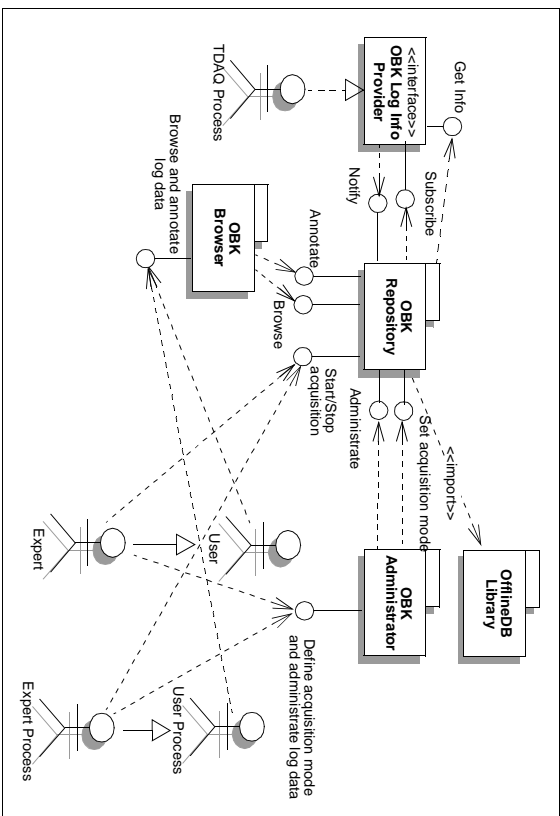 OfflineDB
Library
Get Info
<<import>>
<<interface>>
OBK Log Info
Provider
Subscribe
Set acquisition mode
OBK
Repository
OBK
Administrator
Notify
Administrate
Annotate
Start/Stop
acquisition
Define acquisition mode
and administrate log data
Browse
OBK
Browser
TDAQ Process
User
User Process
Browse and annotate
log data
Expert
Expert Process